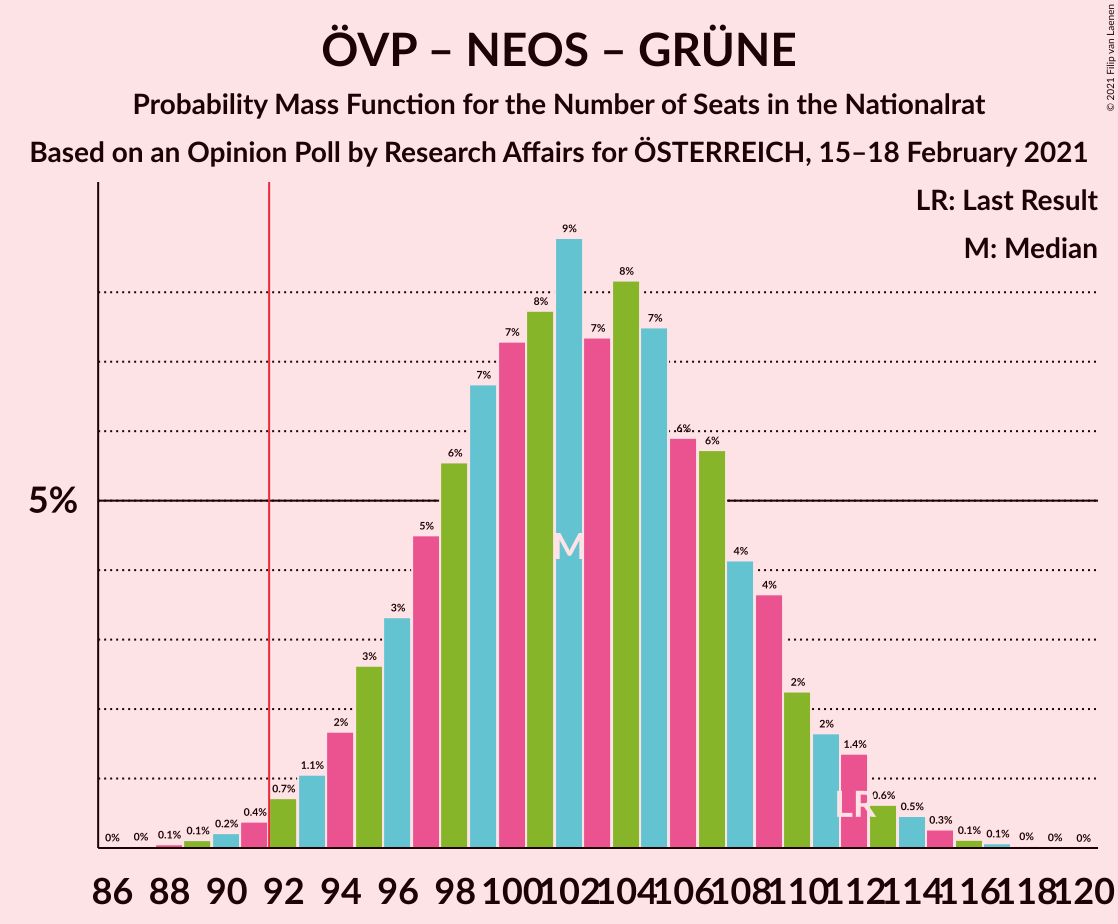 ÖVP – NEOS – GRÜNE
Probability Mass Function for the Number of Seats in the Nationalrat
Based on an Opinion Poll by Research Affairs for ÖSTERREICH, 15–18 February 2021
© 2021 Filip van Laenen
LR: Last Result
M: Median
5%
0% 0% 0.1% 0.1% 0.2% 0.4% 0.7% 1.1% 2% 3% 3% 5% 6% 7% 7% 8% 9% 7% 8% 7% 6% 6% 4% 4% 2% 2% 1.4% 0.6% 0.5% 0.3% 0.1% 0.1% 0% 0% 0%
M
LR
86 88 90 92 94 96 98 100 102 104 106 108 110 112 114 116 118 120